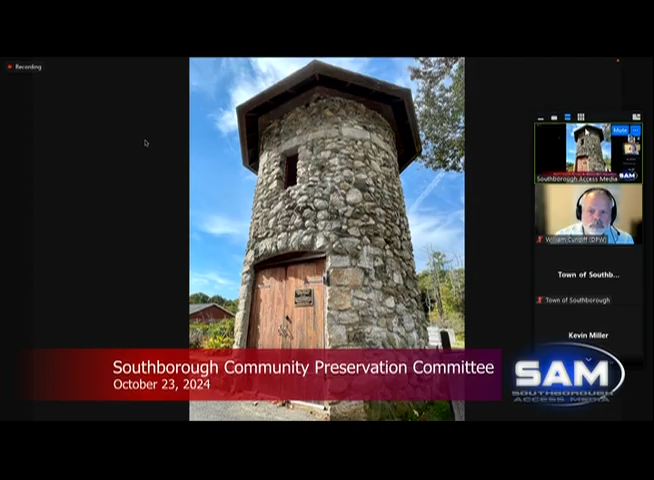 Recording
Mute
Southborough Access Media
William Cundiff (DPW)
Town of Southb...
Town of Southborough
Kevin Miller
Southborough Community Preservation Committee
October 23, 2024
SAM
SOUTHBOROUGH
ACCESS MEDIA